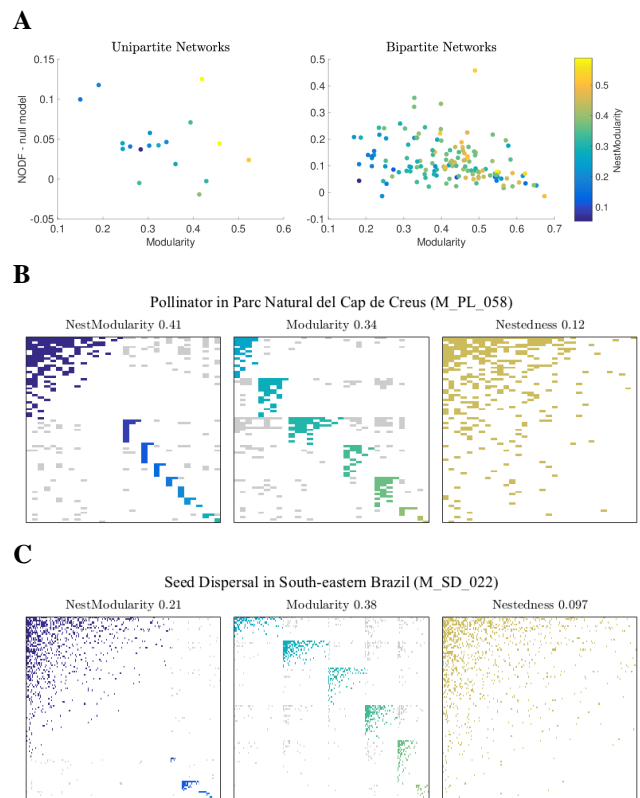 A
Unipartite Networks
Bipartite Networks
NODF - null model
0.15
0.1
0.05
0
-0.05
0.1 0.2 0.3 0.4 0.5 0.6
Modularity
0.5
0.4
0.3
0.2
0.1
0
-0.1
0.1 0.2 0.3 0.4 0.5 0.6 0.7
Modularity
0.5
0.4
0.3
0.2
0.1
NestModularity
B
Pollinator in Parc Natural del Cap de Creus (M_PL_058)
NestModularity 0.41 Modularity 0.34 Nestedness 0.12
C
Seed Dispersal in South-eastern Brazil (M_SD_022)
NestModularity 0.21 Modularity 0.38 Nestedness 0.097